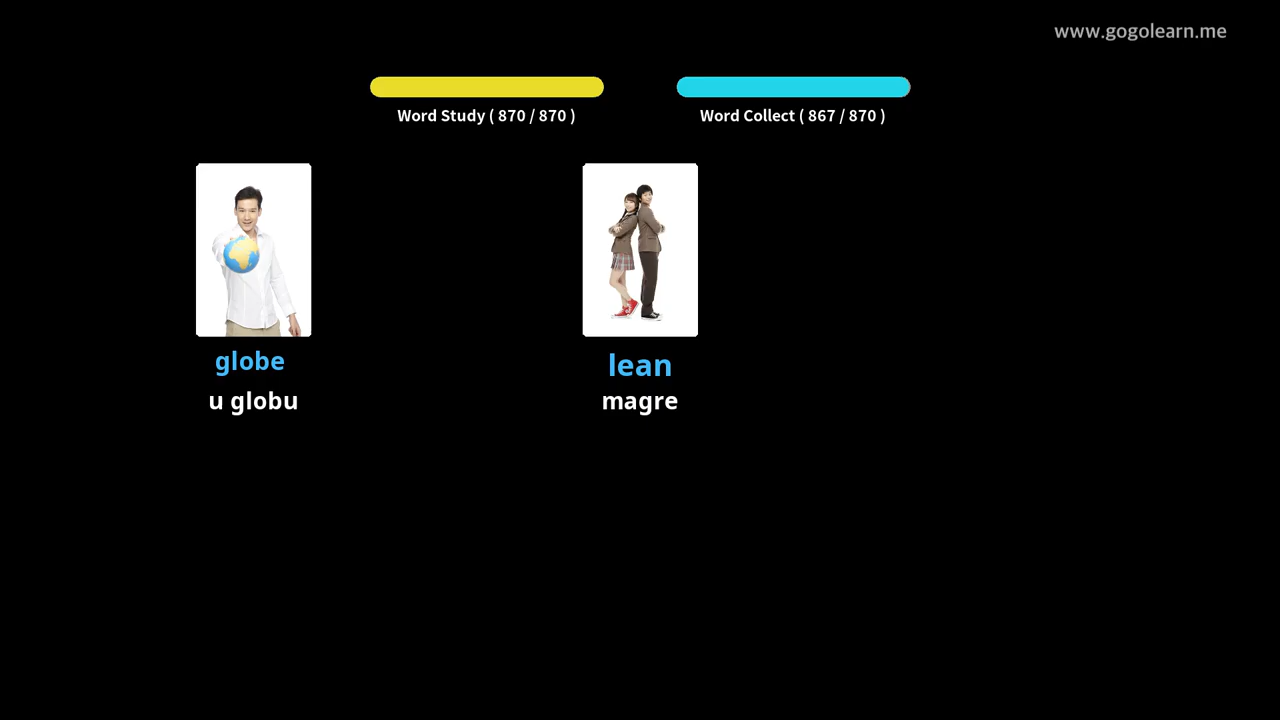 www.gogolearn.me
Word Study ( 870 / 870 )
Word Collect ( 867 / 870 )
globe
u globu
lean
magre